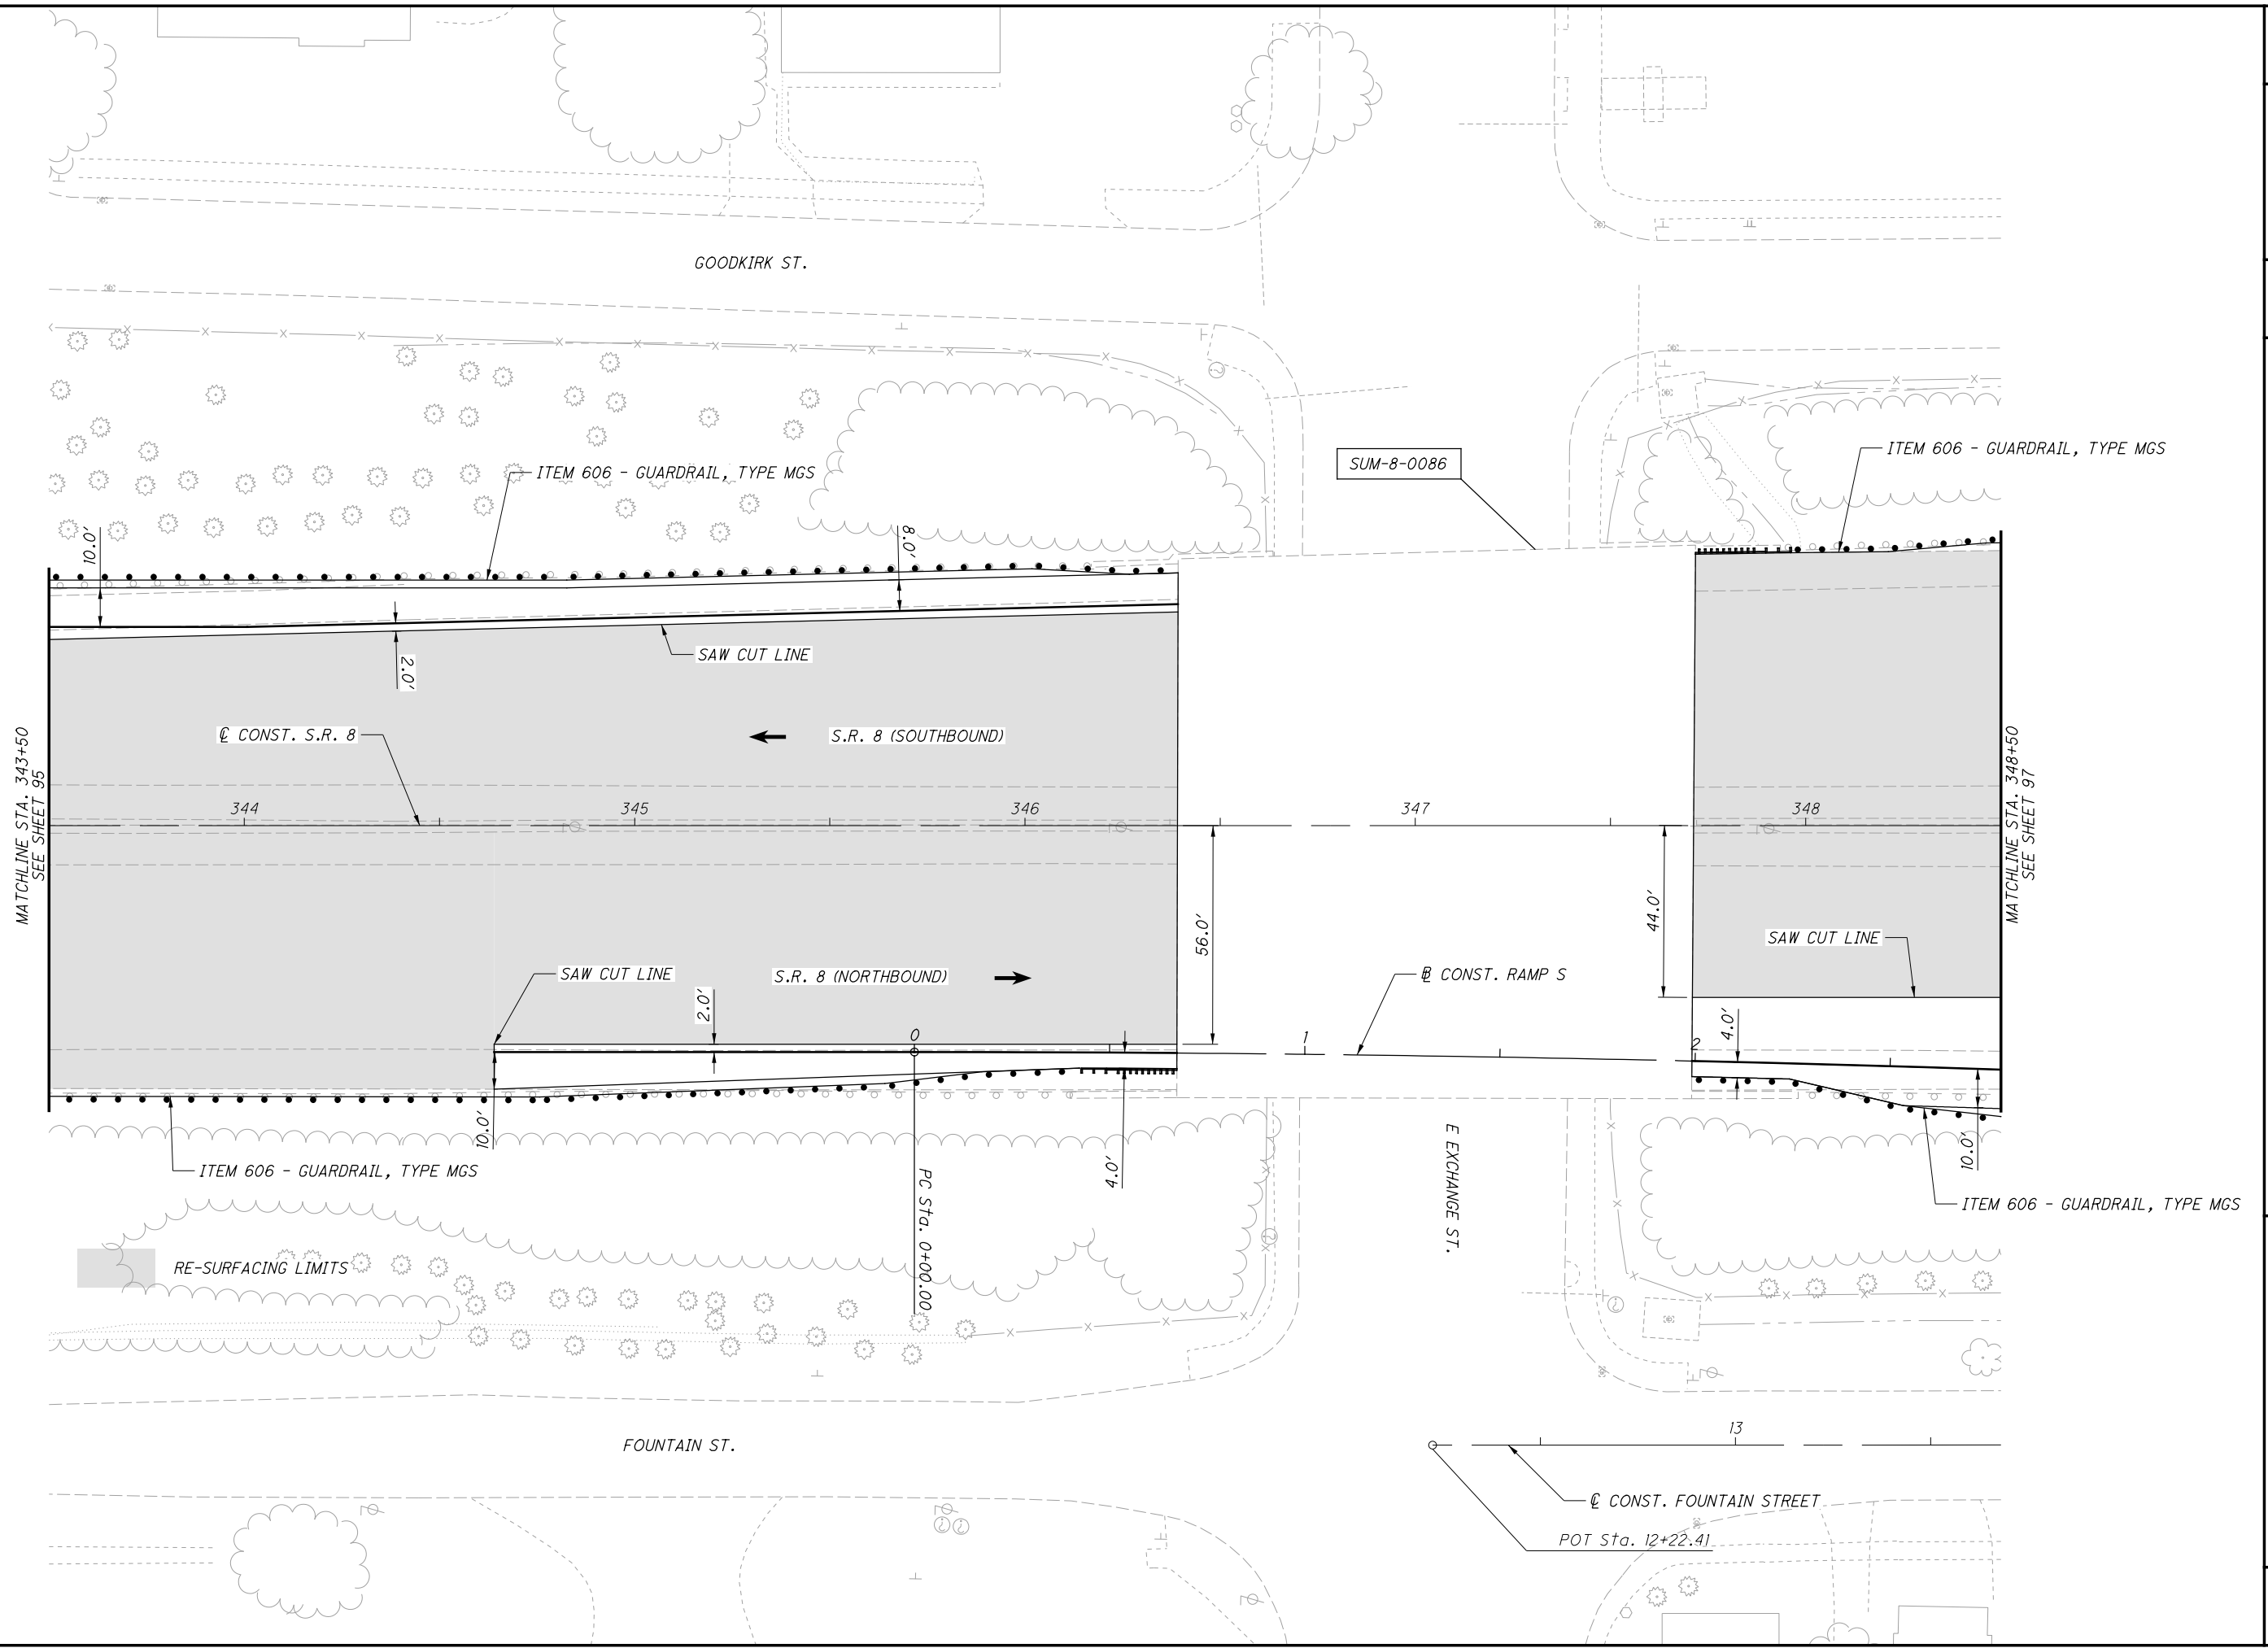 GOODKIRK ST.
ITEM 606 - GUARDRAIL, TYPE MGS
SUM-8-0086
ITEM 606 - GUARDRAIL, TYPE MGS
10.0'
8.0'
2.0'
SAW CUT LINE
℄ CONST. S.R. 8
S.R. 8 (SOUTHBOUND)
MATCHLINE STA. 343+50
SEE SHEET 95
MATCHLINE STA. 348+50
SEE SHEET 97
344
345
346
347
348
56.0'
44.0'
SAW CUT LINE
SAW CUT LINE
2.0'
S.R. 8 (NORTHBOUND)
B CONST. RAMP S
0
1
2
4.0'
10.0'
4.0'
10.0'
ITEM 606 - GUARDRAIL, TYPE MGS
PC Sta. 0+00.00
E EXCHANGE ST.
ITEM 606 - GUARDRAIL, TYPE MGS
RE-SURFACING LIMITS
FOUNTAIN ST.
13
℄ CONST. FOUNTAIN STREET
POT Sta. 12+22.41